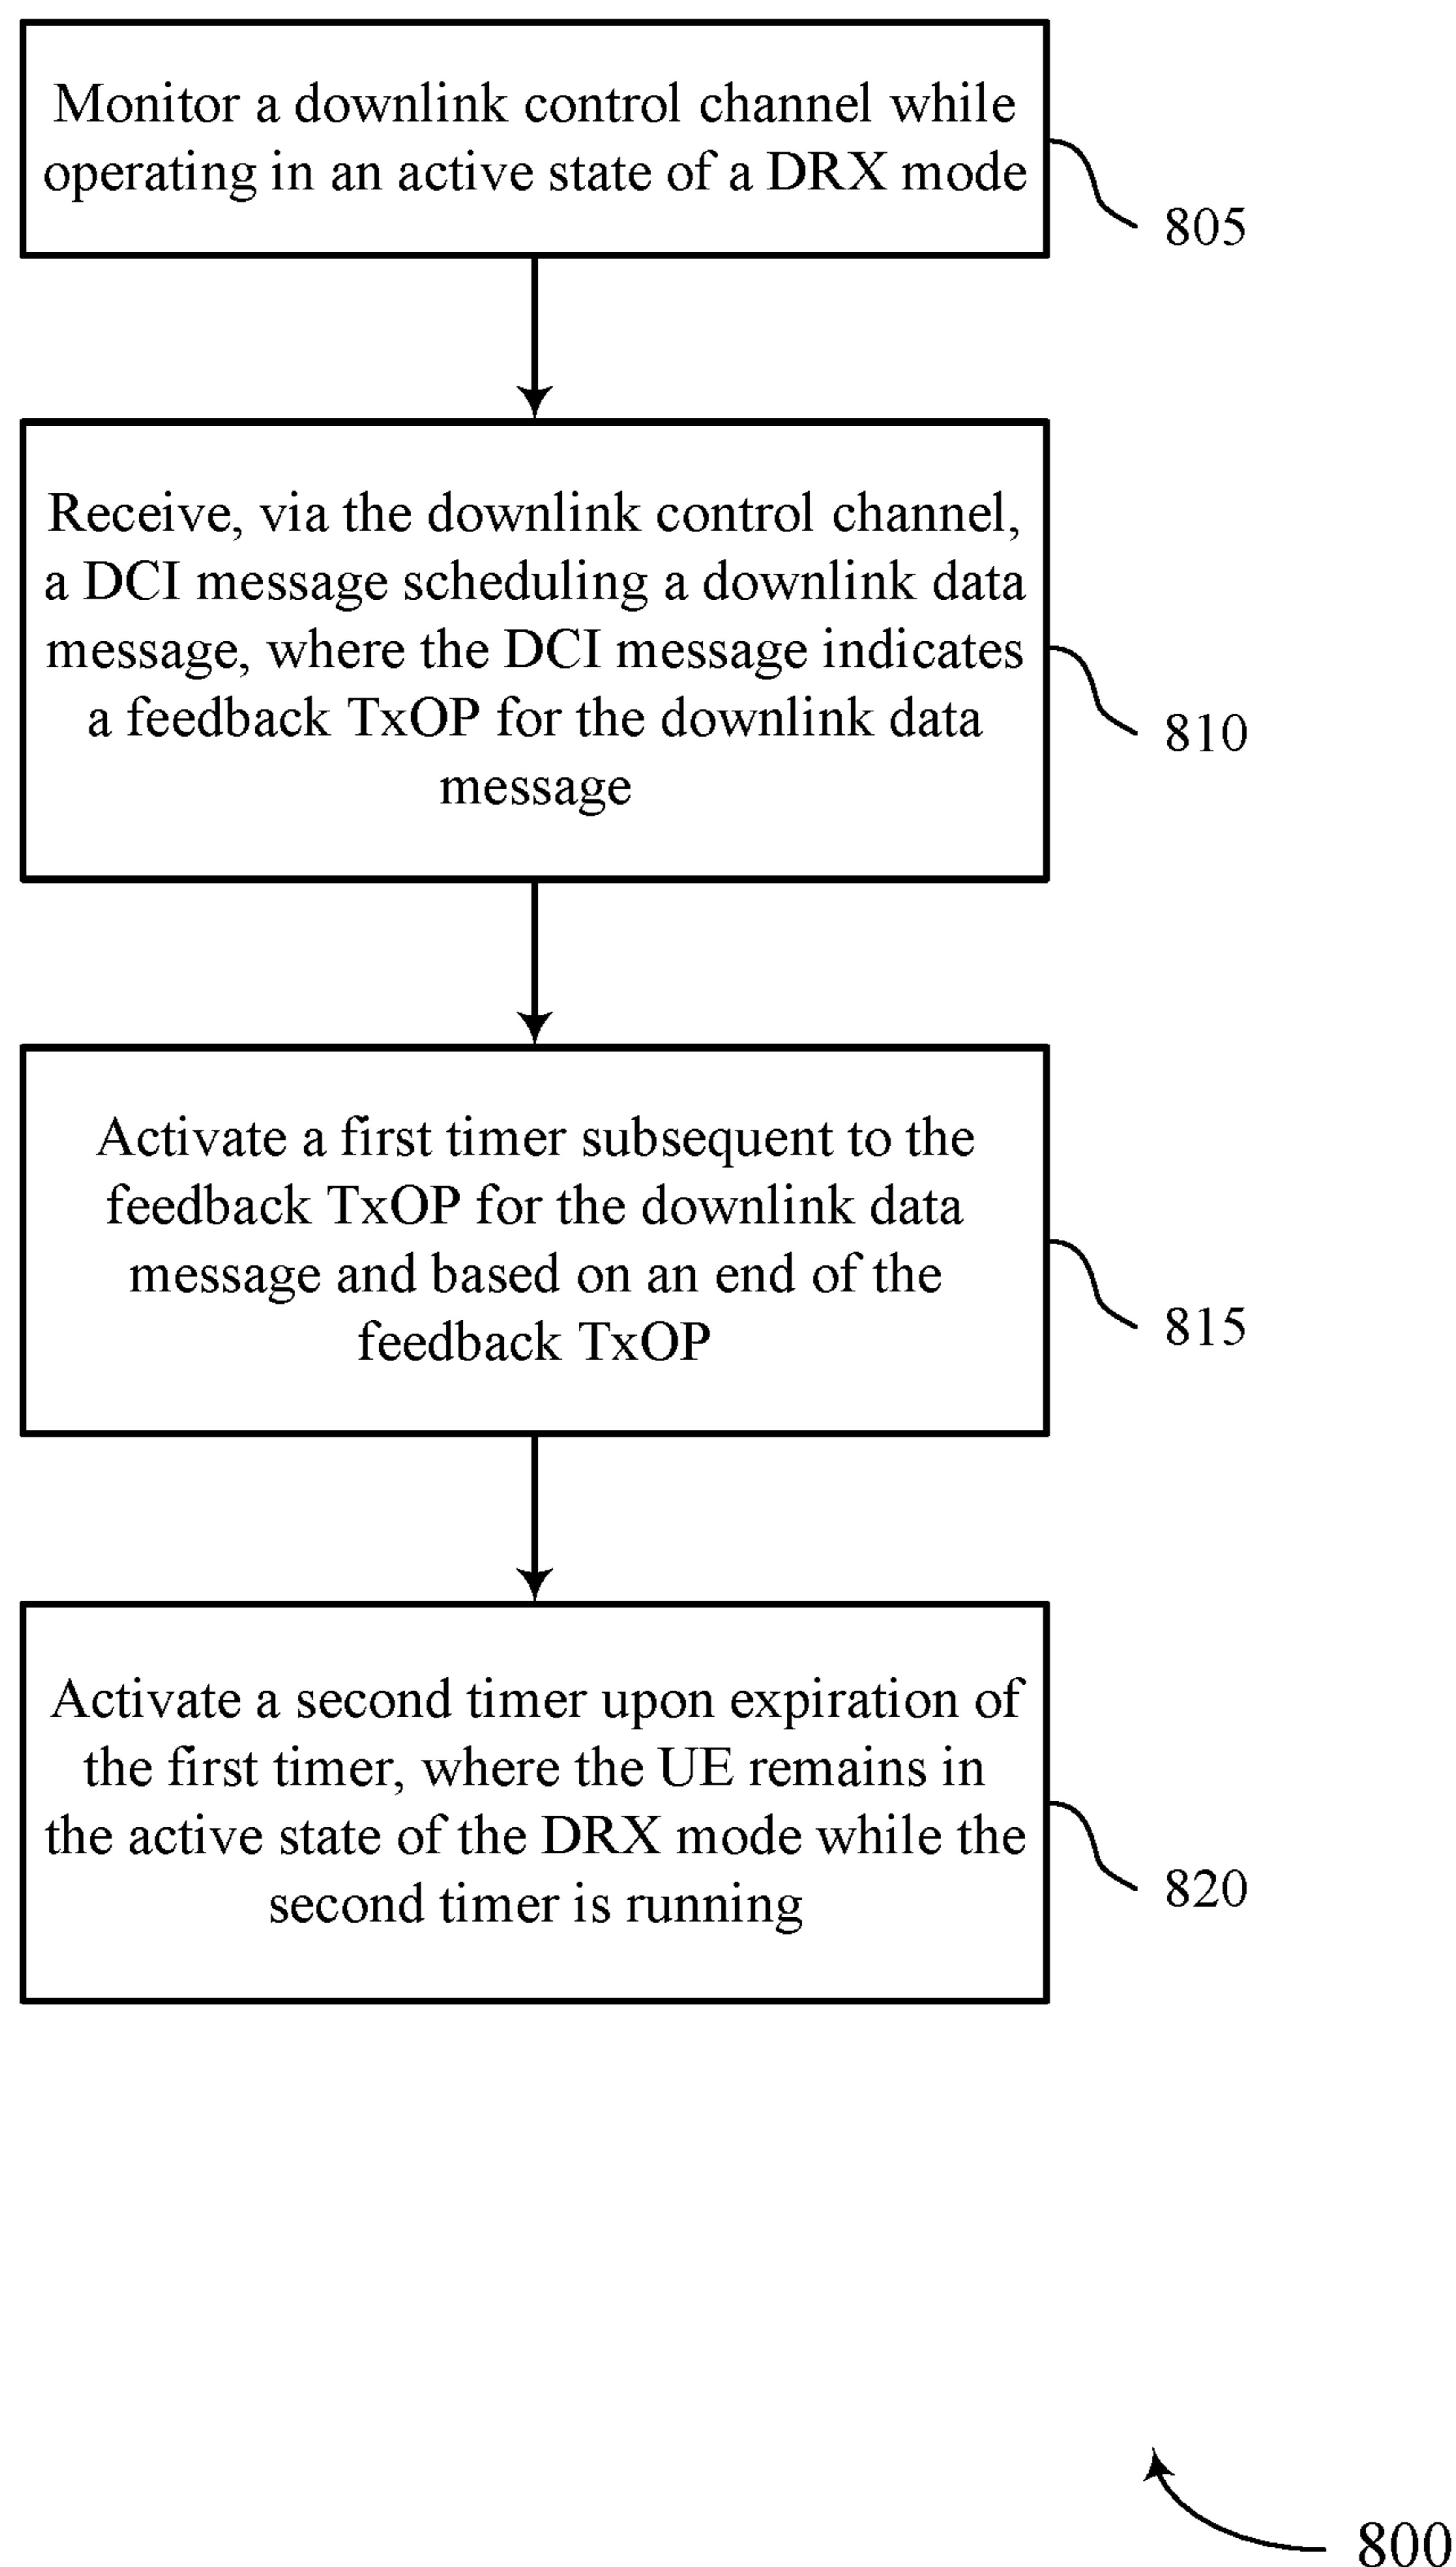 Monitor a downlink control channel while
operating in an active state of a DRX mode
805
Receive, via the downlink control channel,
a DCI message scheduling a downlink data
message, where the DCI message indicates
a feedback TxOP for the downlink data
message
810
Activate a first timer subsequent to the
feedback TxOP for the downlink data
message and based on an end of the
feedback TxOP
815
Activate a second timer upon expiration of
the first timer, where the UE remains in
the active state of the DRX mode while the
second timer is running
820
800